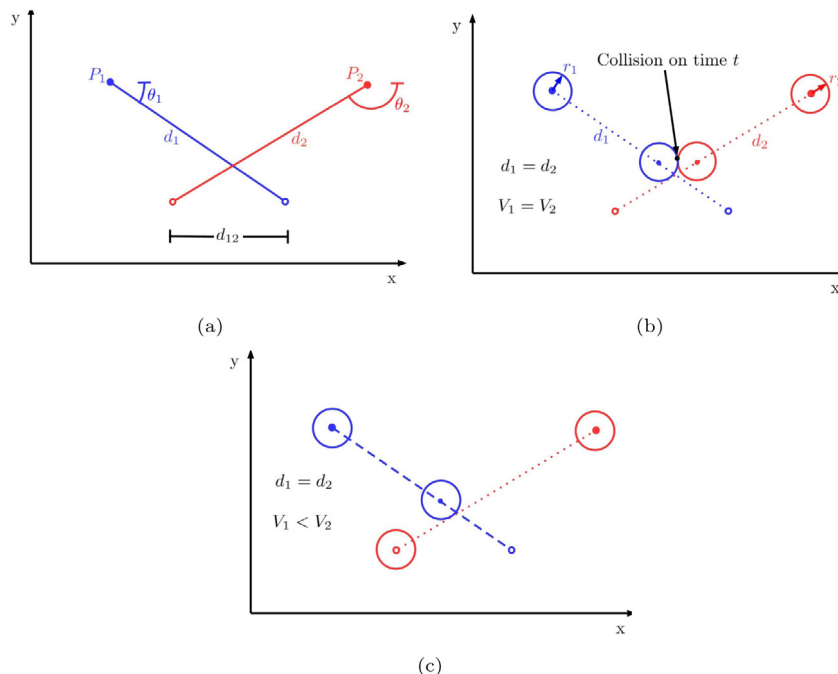 y
P₁
θ₁
d₁
P₂
θ₂
d₂
d₁₂
x
(a)
y
Collision on time t
r₁
d₁
d₂
d₁ = d₂
V₁ = V₂
x
(b)
y
d₁ = d₂
V₁ < V₂
x
(c)